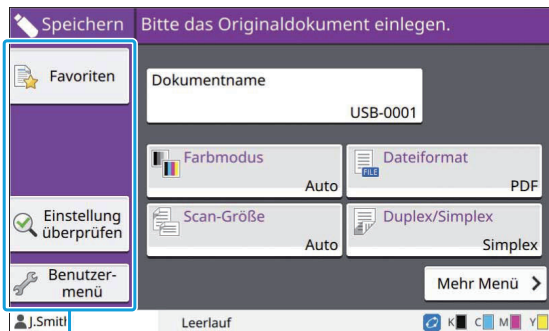 Speichern
Bitte das Originaldokument einlegen.
Favoriten
Dokumentname
USB-0001
Farbmodus
Auto
Dateiformat
FILE
PDF
Einstellung
überprüfen
Scan-Größe
Auto
Duplex/Simplex
Simplex
Benutzer-
menü
Mehr Menü
J.Smith
Leerlauf
K C M Y